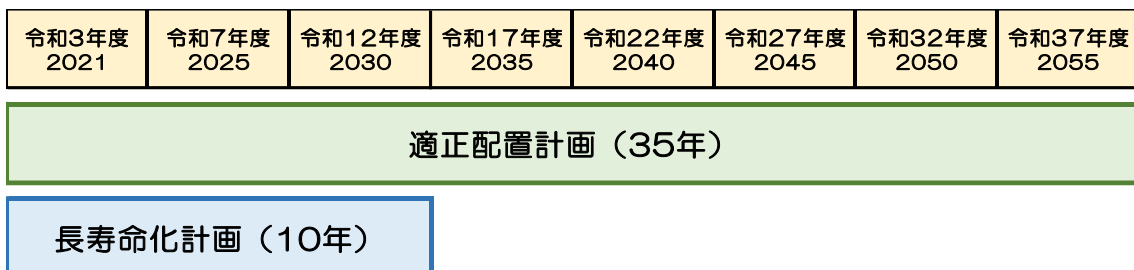 令和3年度 令和7年度 令和12年度 令和17年度 令和22年度 令和27年度 令和32年度 令和37年度
2021 2025 2030 2035 2040 2045 2050 2055
適正配置計画（35年）
長寿命化計画（10年）